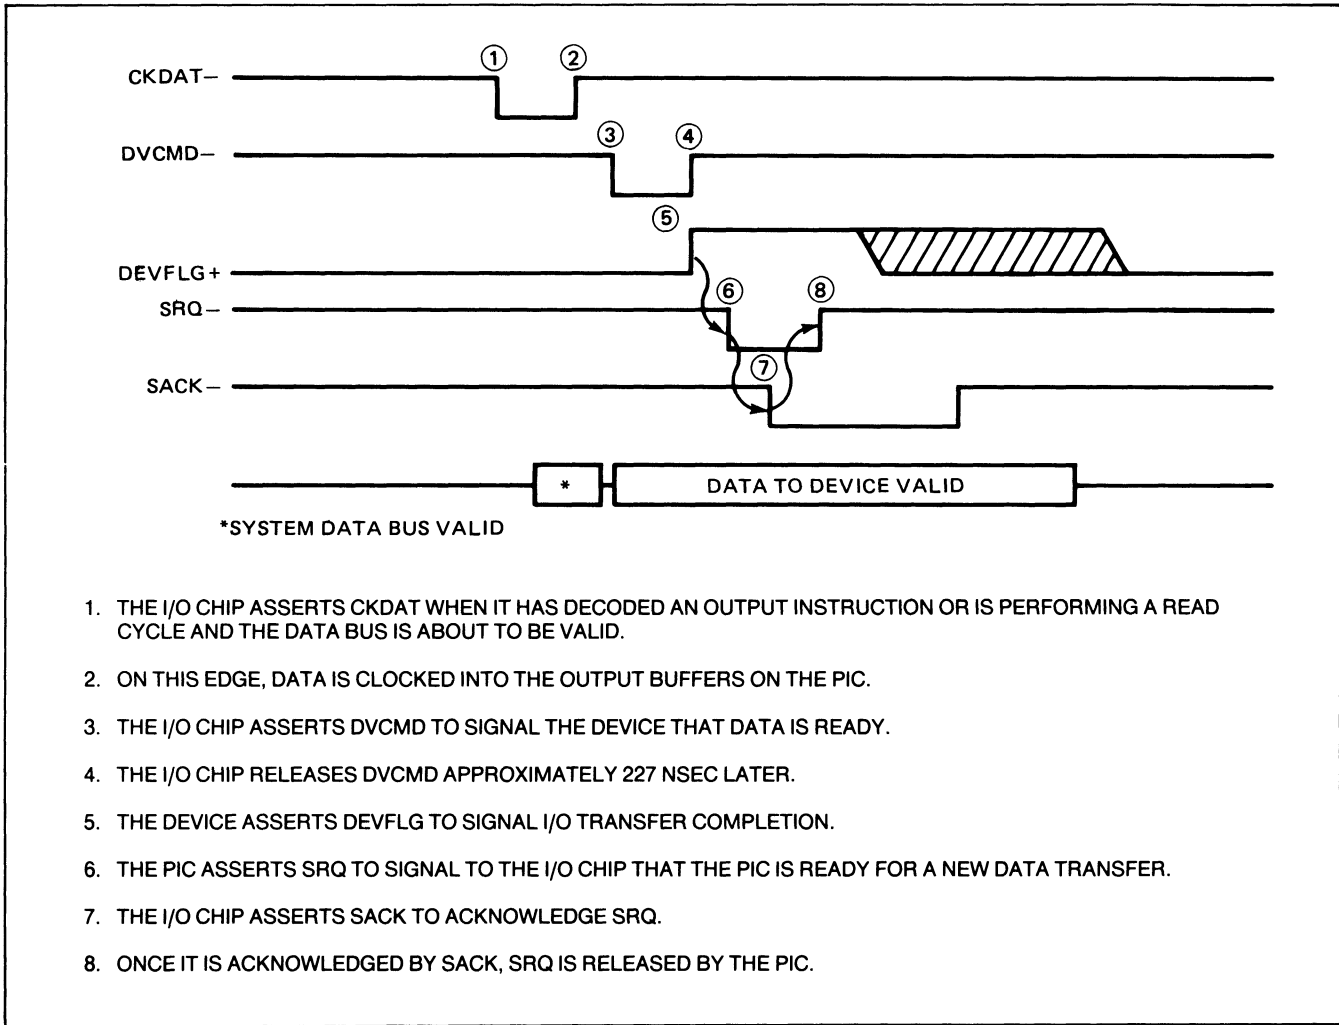 ① ②
CKDAT–
③ ④
DVCMD–
⑤
DEVFLG+
⑥ ⑧
SRQ–
⑦
SACK–
* DATA TO DEVICE VALID
*SYSTEM DATA BUS VALID
1. THE I/O CHIP ASSERTS CKDAT WHEN IT HAS DECODED AN OUTPUT INSTRUCTION OR IS PERFORMING A READ
CYCLE AND THE DATA BUS IS ABOUT TO BE VALID.
2. ON THIS EDGE, DATA IS CLOCKED INTO THE OUTPUT BUFFERS ON THE PIC.
3. THE I/O CHIP ASSERTS DVCMD TO SIGNAL THE DEVICE THAT DATA IS READY.
4. THE I/O CHIP RELEASES DVCMD APPROXIMATELY 227 NSEC LATER.
5. THE DEVICE ASSERTS DEVFLG TO SIGNAL I/O TRANSFER COMPLETION.
6. THE PIC ASSERTS SRQ TO SIGNAL TO THE I/O CHIP THAT THE PIC IS READY FOR A NEW DATA TRANSFER.
7. THE I/O CHIP ASSERTS SACK TO ACKNOWLEDGE SRQ.
8. ONCE IT IS ACKNOWLEDGED BY SACK, SRQ IS RELEASED BY THE PIC.